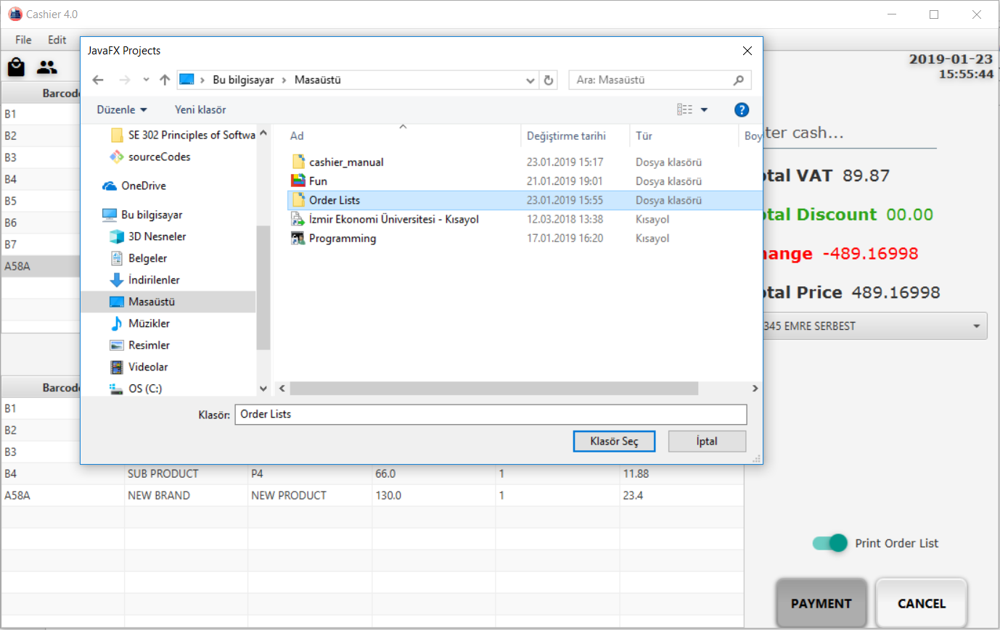 Cashier 4.0
File Edit
JavaFX Projects
2019-01-23
15:55:44
Bu bilgisayar Masaüstü
Ara: Masaüstü
Düzenle Yeni klasör
?
SE 302 Principles of Softwa
sourceCodes
OneDrive
Bu bilgisayar
3D Nesneler
Belgeler
İndirilenler
Masaüstü
Müzikler
Resimler
Videolar
OS (C:)
Ad Değiştirme tarihi Tür Boy
cashier_manual 23.01.2019 15:17 Dosya klasörü
Fun 21.01.2019 19:01 Dosya klasörü
Order Lists 23.01.2019 15:55 Dosya klasörü
İzmir Ekonomi Üniversitesi - Kısayol 12.03.2018 13:38 Kısayol
Programming 17.01.2019 16:20 Kısayol
Klasör: Order Lists
Klasör Seç İptal
Barcod
B1
B2
B3
B4
B5
B6
B7
A58A
ter cash...
tal VAT 89.87
tal Discount 00.00
ange -489.16998
tal Price 489.16998
345 EMRE SERBEST
Barcod
B1
B2
B3
B4 SUB PRODUCT P4 66.0 1 11.88
A58A NEW BRAND NEW PRODUCT 130.0 1 23.4
Print Order List
PAYMENT CANCEL